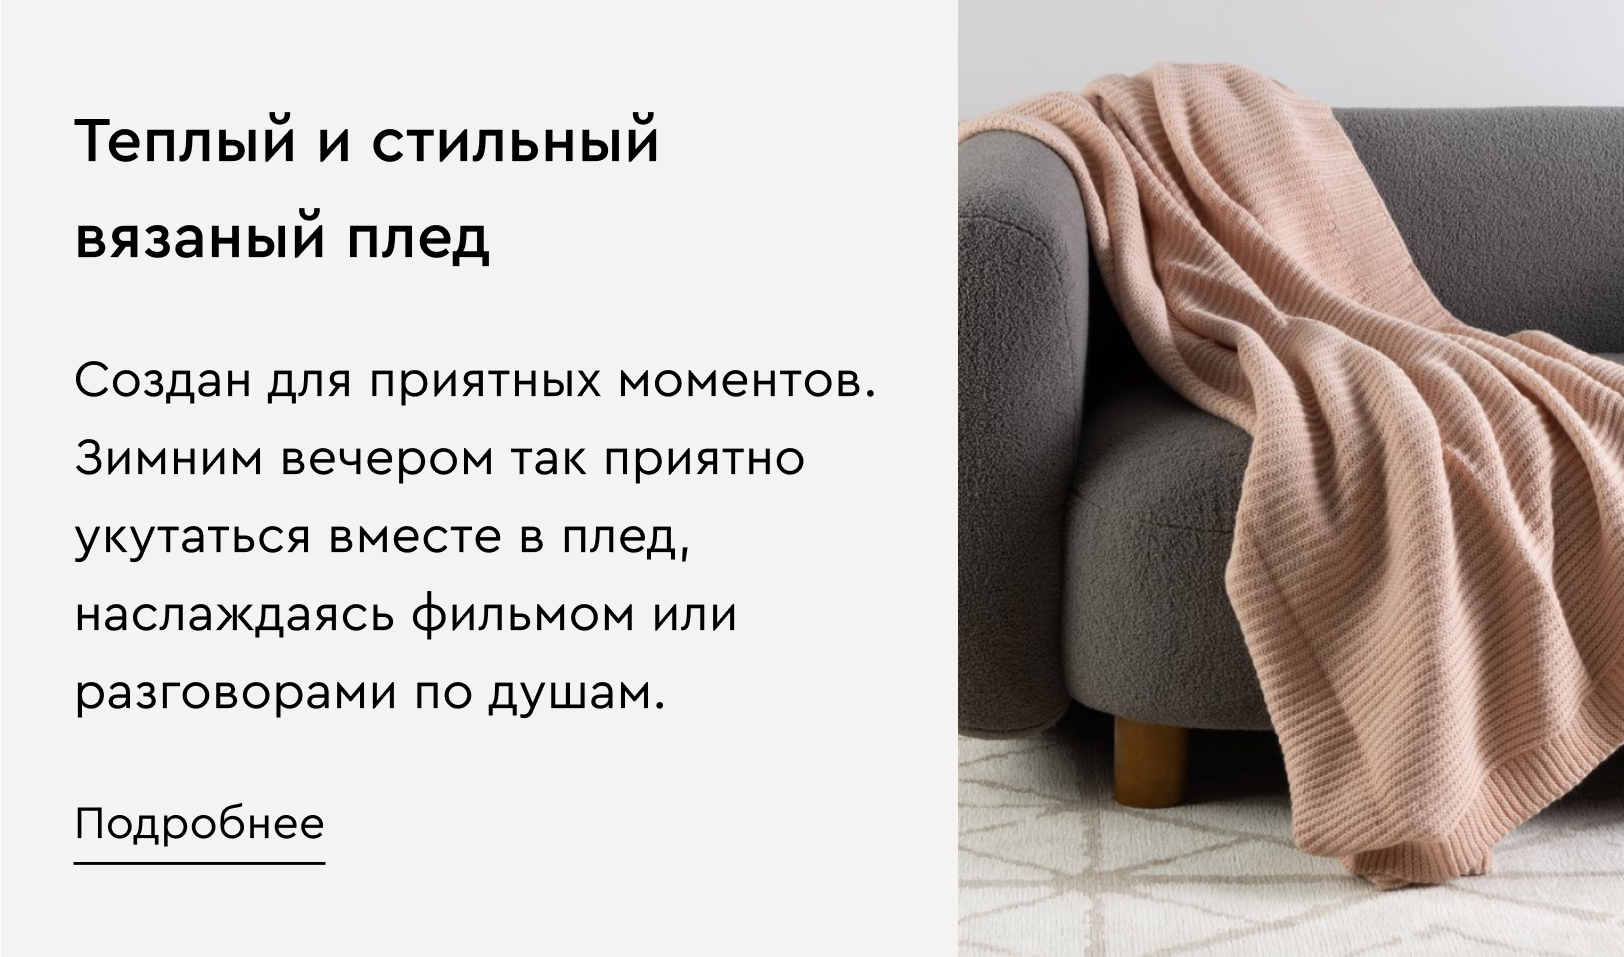 Теплый и стильный
вязаный плед
Создан для приятных моментов.
Зимним вечером так приятно
укутаться вместе в плед,
наслаждаясь фильмом или
разговорами по душам.
Подробнее